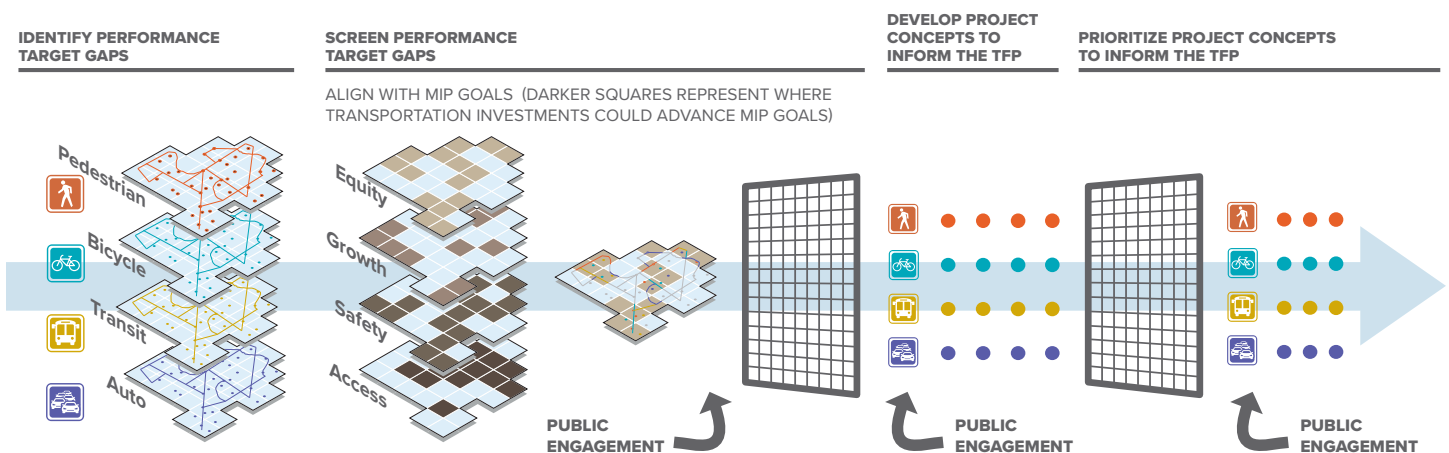 IDENTIFY PERFORMANCE
TARGET GAPS
SCREEN PERFORMANCE
TARGET GAPS
ALIGN WITH MIP GOALS (DARKER SQUARES REPRESENT WHERE
TRANSPORTATION INVESTMENTS COULD ADVANCE MIP GOALS)
DEVELOP PROJECT
CONCEPTS TO
INFORM THE TFP
PRIORITIZE PROJECT CONCEPTS
TO INFORM THE TFP
Pedestrian
Bicycle
Transit
Auto
Equity
Growth
Safety
Access
PUBLIC
ENGAGEMENT
PUBLIC
ENGAGEMENT
PUBLIC
ENGAGEMENT